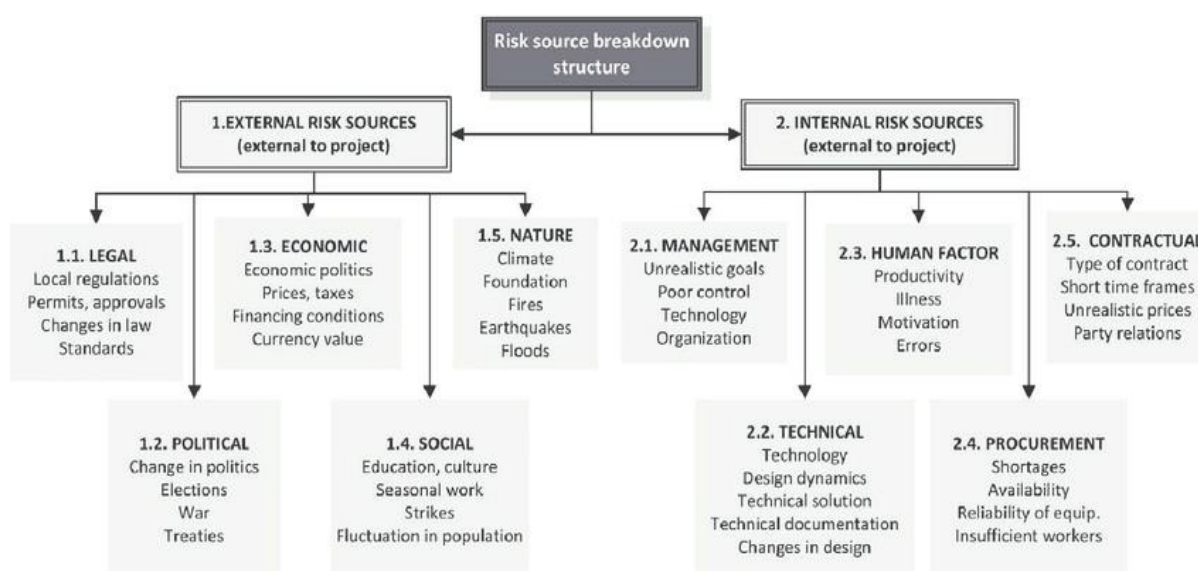 Risk source breakdown
structure
1.EXTERNAL RISK SOURCES
(external to project)
2. INTERNAL RISK SOURCES
(external to project)
1.1. LEGAL
Local regulations
Permits, approvals
Changes in law
Standards
1.3. ECONOMIC
Economic politics
Prices, taxes
Financing conditions
Currency value
1.5. NATURE
Climate
Foundation
Fires
Earthquakes
Floods
2.1. MANAGEMENT
Unrealistic goals
Poor control
Technology
Organization
2.3. HUMAN FACTOR
Productivity
Illness
Motivation
Errors
2.5. CONTRACTUAL
Type of contract
Short time frames
Unrealistic prices
Party relations
1.2. POLITICAL
Change in politics
Elections
War
Treaties
1.4. SOCIAL
Education, culture
Seasonal work
Strikes
Fluctuation in population
2.2. TECHNICAL
Technology
Design dynamics
Technical solution
Technical documentation
Changes in design
2.4. PROCUREMENT
Shortages
Availability
Reliability of equip.
Insufficient workers